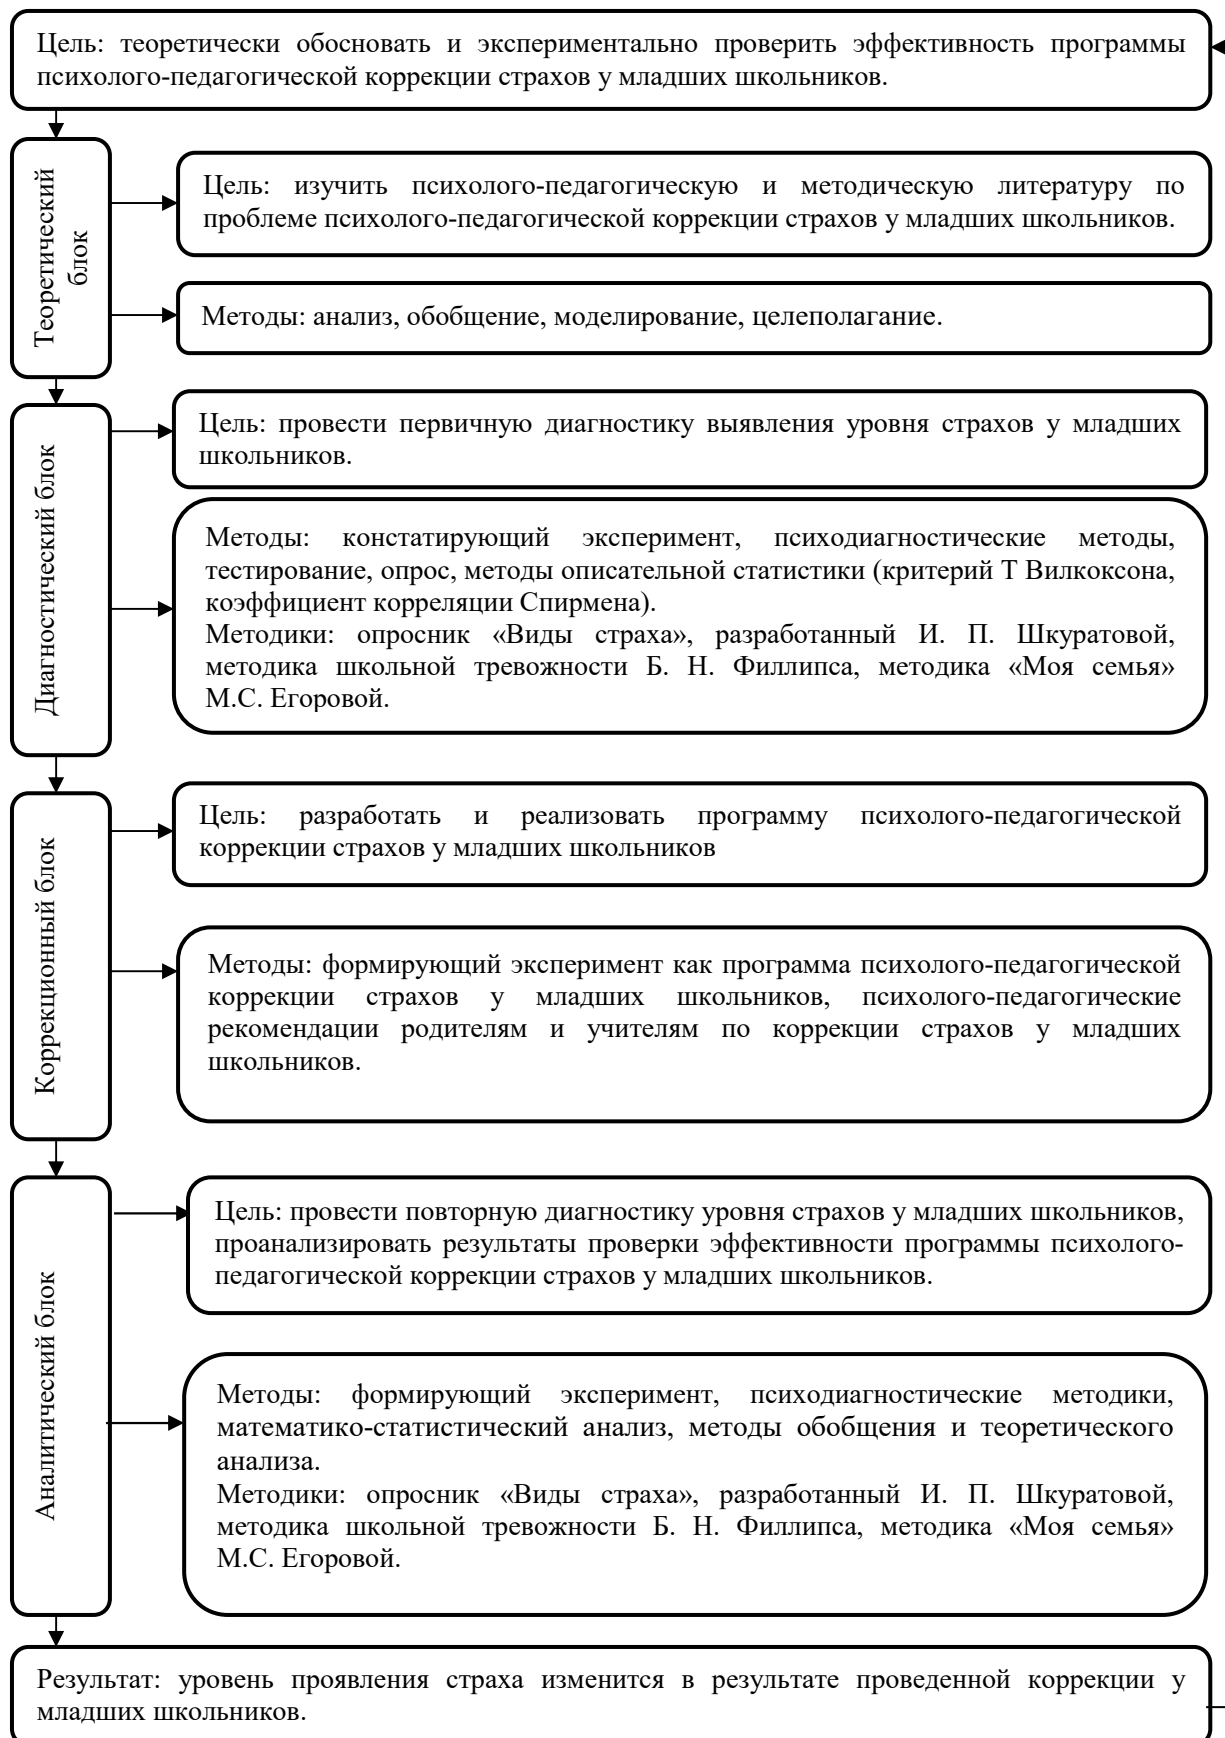 Цель: теоретически обосновать и экспериментально проверить эффективность программы
психолого-педагогической коррекции страхов у младших школьников.
Теоретический
блок
Цель: изучить психолого-педагогическую и методическую литературу по
проблеме психолого-педагогической коррекции страхов у младших школьников.
Методы: анализ, обобщение, моделирование, целеполагание.
Диагностический блок
Цель: провести первичную диагностику выявления уровня страхов у младших
школьников.
Методы: констатирующий эксперимент, психодиагностические методы,
тестирование, опрос, методы описательной статистики (критерий Т Вилкоксона,
коэффициент корреляции Спирмена).
Методики: опросник «Виды страха», разработанный И. П. Шкуратовой,
методика школьной тревожности Б. Н. Филлипса, методика «Моя семья»
М.С. Егоровой.
Коррекционный блок
Цель: разработать и реализовать программу психолого-педагогической
коррекции страхов у младших школьников
Методы: формирующий эксперимент как программа психолого-педагогической
коррекции страхов у младших школьников, психолого-педагогические
рекомендации родителям и учителям по коррекции страхов у младших
школьников.
Аналитический блок
Цель: провести повторную диагностику уровня страхов у младших школьников,
проанализировать результаты проверки эффективности программы психолого-
педагогической коррекции страхов у младших школьников.
Методы: формирующий эксперимент, психодиагностические методики,
математико-статистический анализ, методы обобщения и теоретического
анализа.
Методики: опросник «Виды страха», разработанный И. П. Шкуратовой,
методика школьной тревожности Б. Н. Филлипса, методика «Моя семья»
М.С. Егоровой.
Результат: уровень проявления страха изменится в результате проведенной коррекции у
младших школьников.